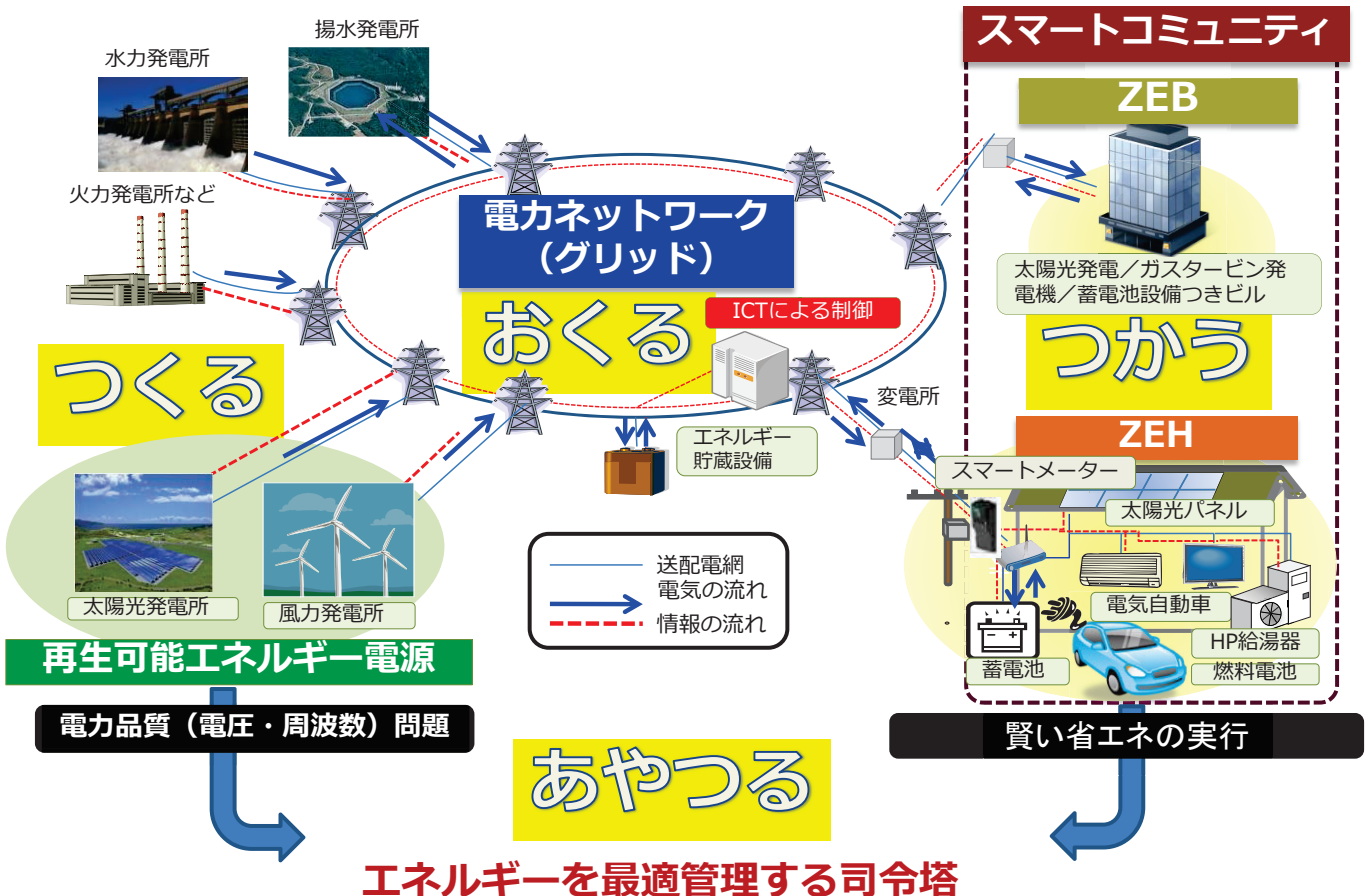 揚水発電所
水力発電所
火力発電所など
スマートコミュニティ
ZEB
太陽光発電／ガスタービン発
電機／蓄電池設備つきビル
つかう
電力ネットワーク
（グリッド）
おくる
ICTによる制御
つくる
変電所
エネルギー
貯蔵設備
ZEH
スマートメーター
太陽光パネル
電気自動車
HP給湯器
蓄電池
燃料電池
太陽光発電所
風力発電所
再生可能エネルギー電源
送配電網
電気の流れ
情報の流れ
電力品質（電圧・周波数）問題
賢い省エネの実行
あやつる
エネルギーを最適管理する司令塔